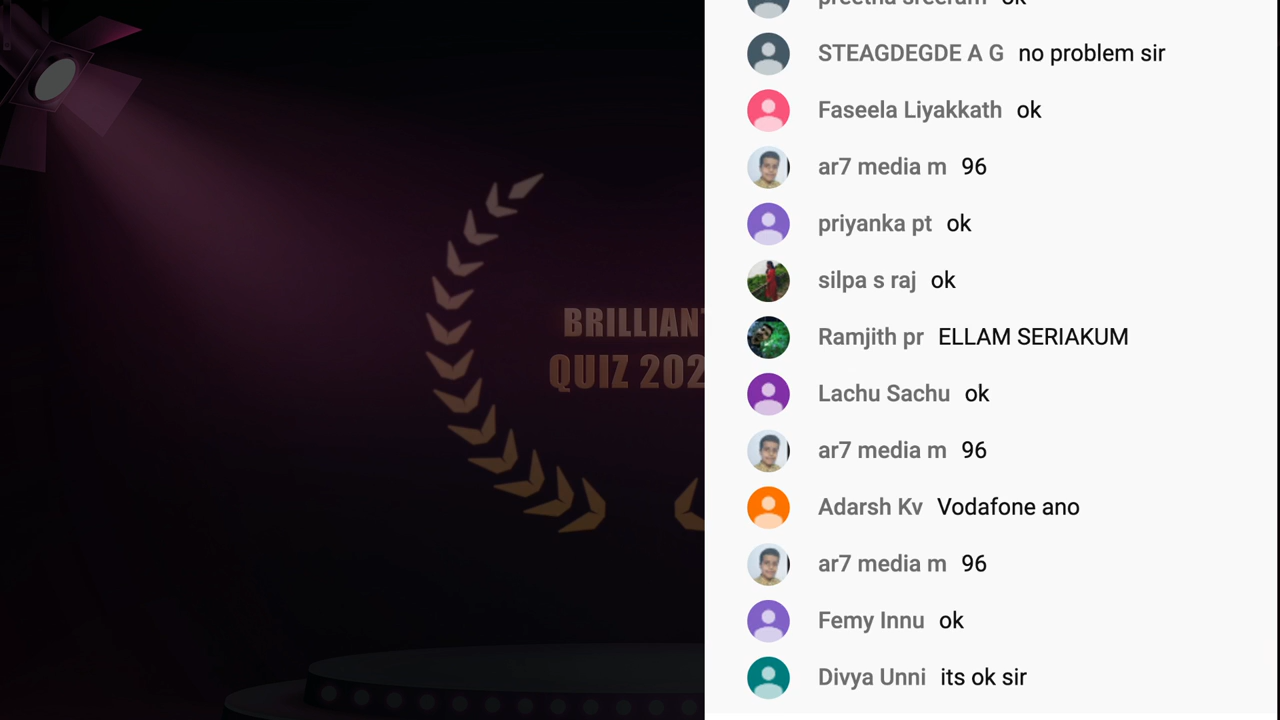 BRILLIAN
QUIZ 202
ok
STEAGDEGDE A G no problem sir
Faseela Liyakkath ok
ar7 media m 96
priyanka pt ok
silpa s raj ok
Ramjith pr ELLAM SERIAKUM
Lachu Sachu ok
ar7 media m 96
Adarsh Kv Vodafone ano
ar7 media m 96
Femy Innu ok
Divya Unni its ok sir